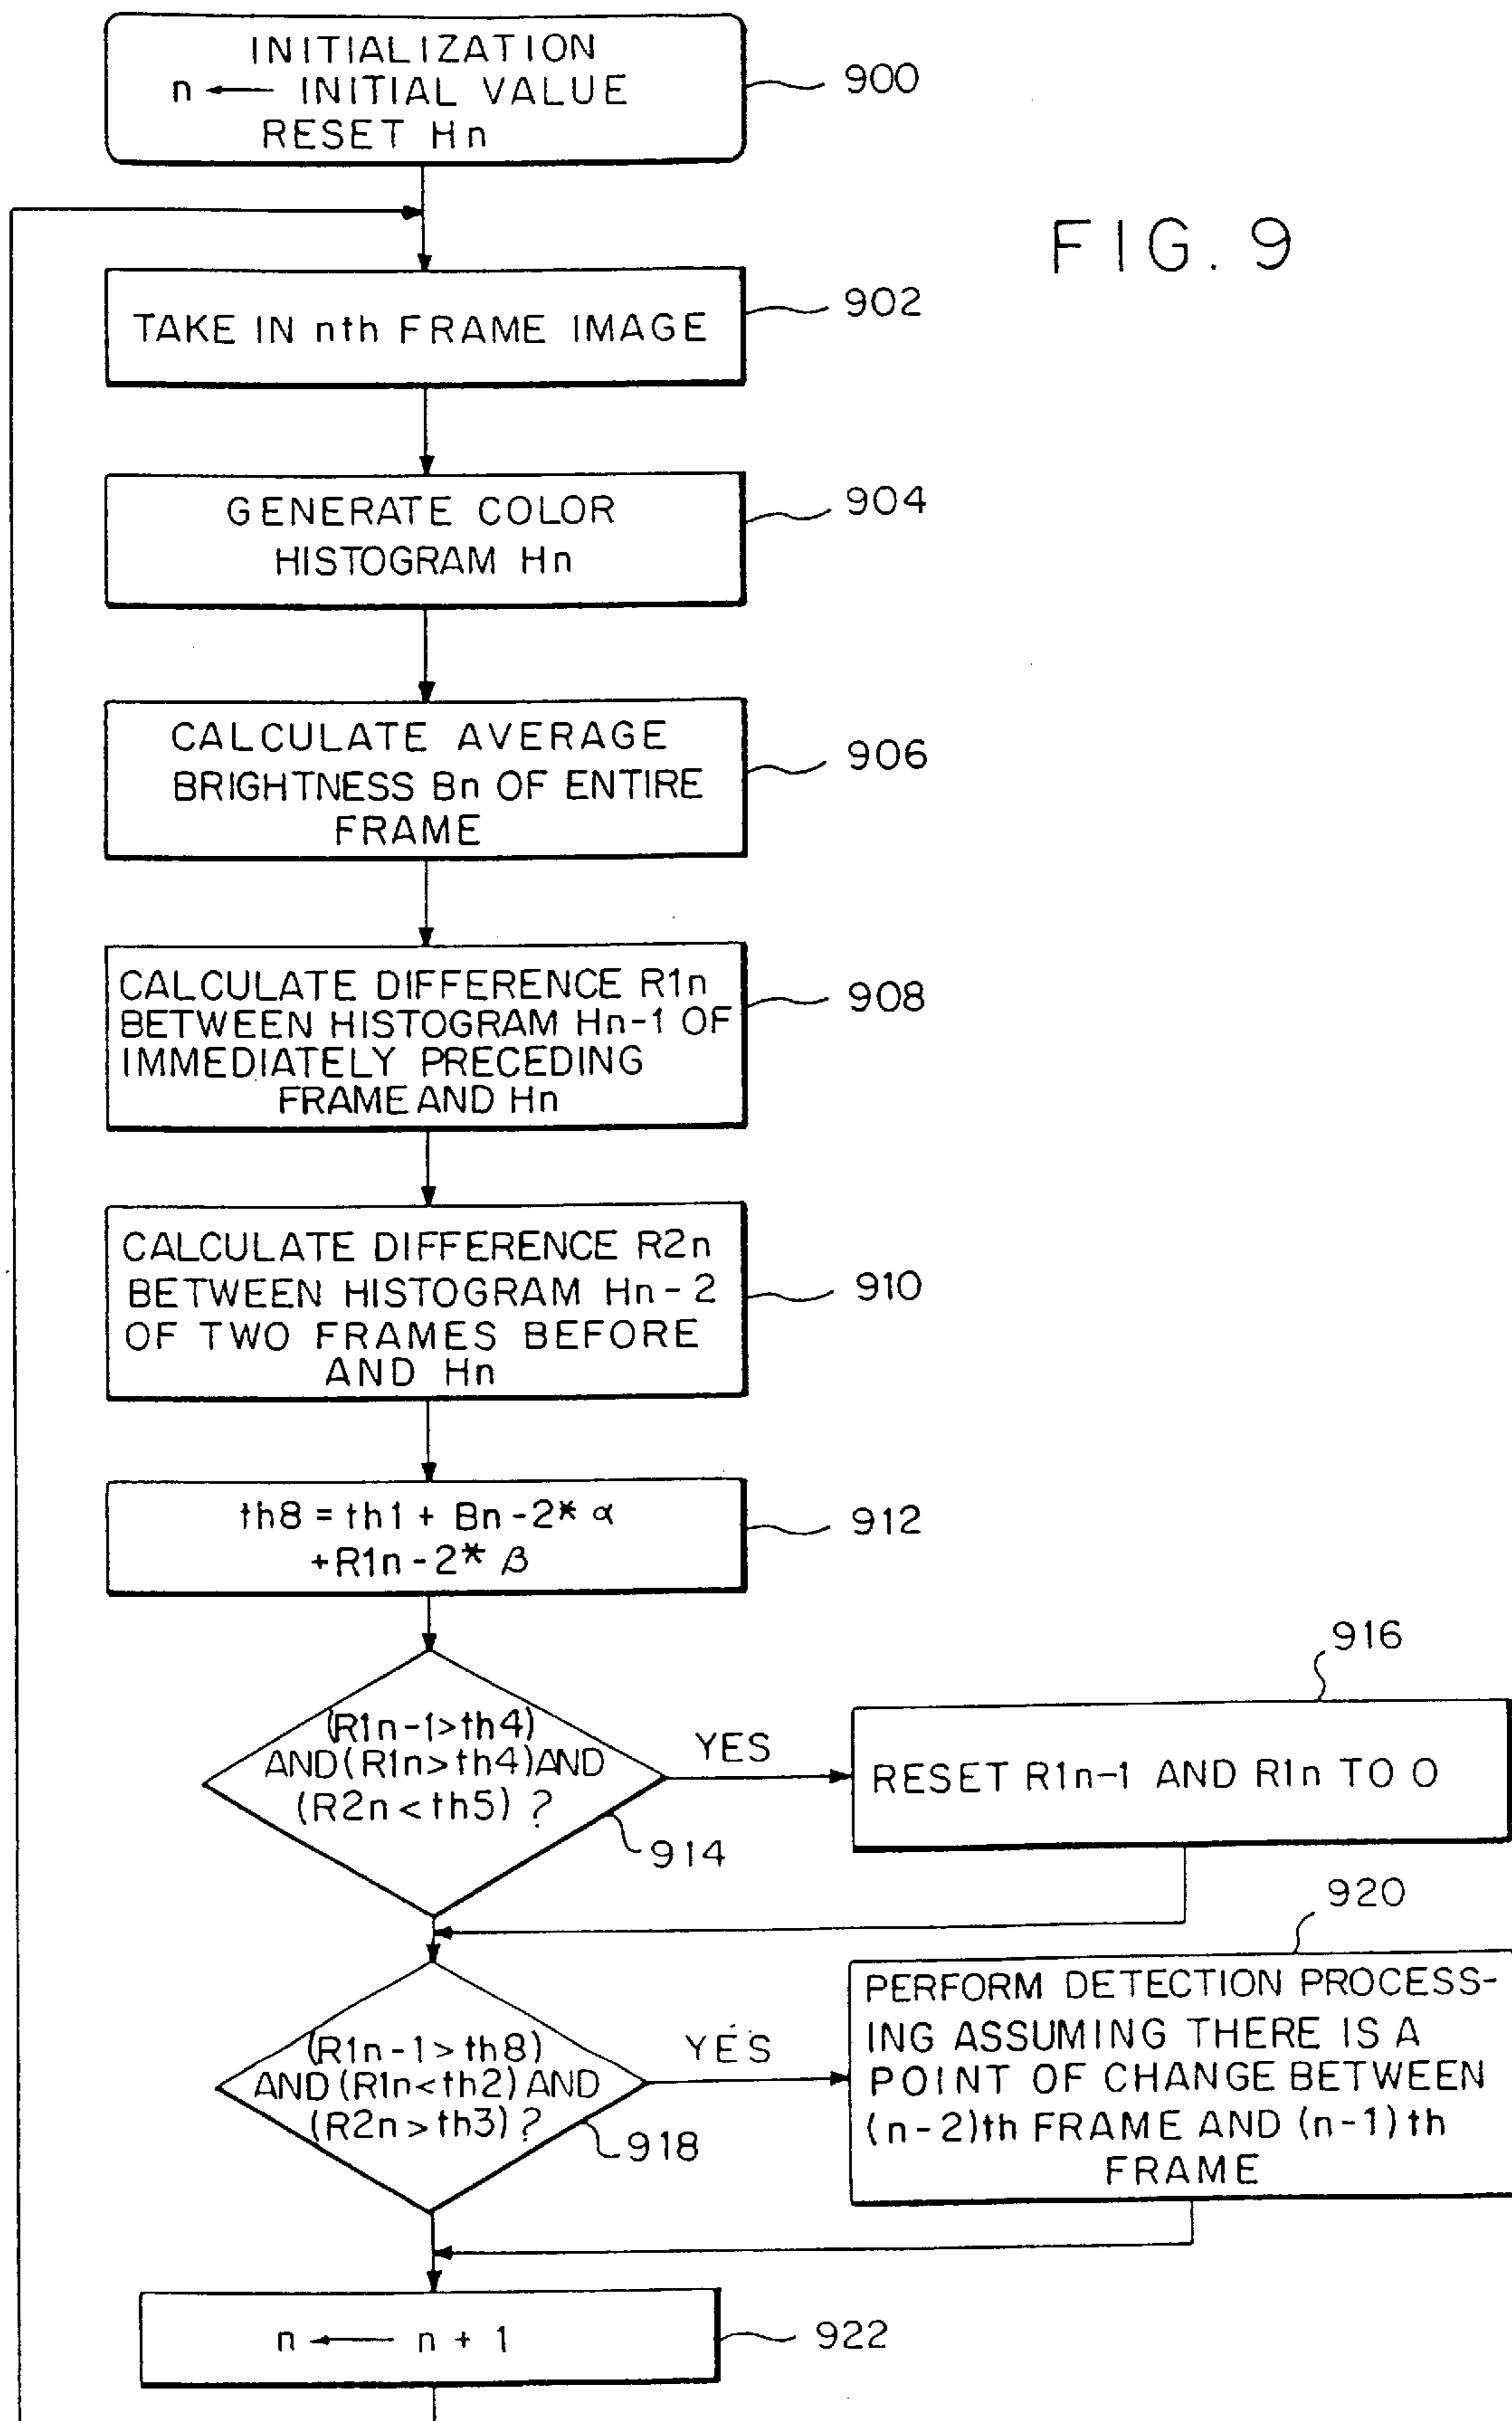 INITIALIZATION
n ← INITIAL VALUE
RESET Hn
900
FIG. 9
TAKE IN nth FRAME IMAGE
902
GENERATE COLOR
HISTOGRAM Hn
904
CALCULATE AVERAGE
BRIGHTNESS Bn OF ENTIRE
FRAME
906
CALCULATE DIFFERENCE R1n
BETWEEN HISTOGRAM Hn-1 OF
IMMEDIATELY PRECEDING
FRAME AND Hn
908
CALCULATE DIFFERENCE R2n
BETWEEN HISTOGRAM Hn-2
OF TWO FRAMES BEFORE
AND Hn
910
th8 = th1 + Bn-2* α
+R1n-2* β
912
(R1n-1>th4)
AND(R1n>th4)AND
(R2n<th5) ?
914
YES
916
RESET R1n-1 AND R1n TO 0
(R1n-1>th8)
AND(R1n<th2)AND
(R2n>th3)?
918
YES
920
PERFORM DETECTION PROCESS-
ING ASSUMING THERE IS A
POINT OF CHANGE BETWEEN
(n-2)th FRAME AND (n-1)th
FRAME
n ← n + 1
922